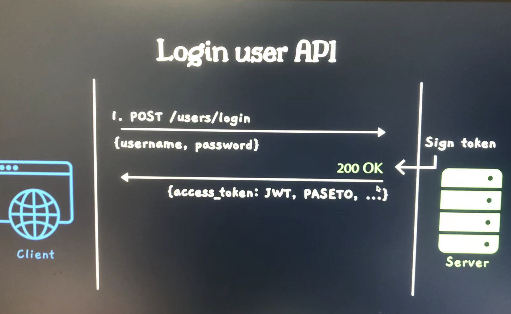 Login user API
1. POST /users/login
{username, password}
Sign token
200 OK
{access_token: JWT, PASETO, ...}
Client
Server